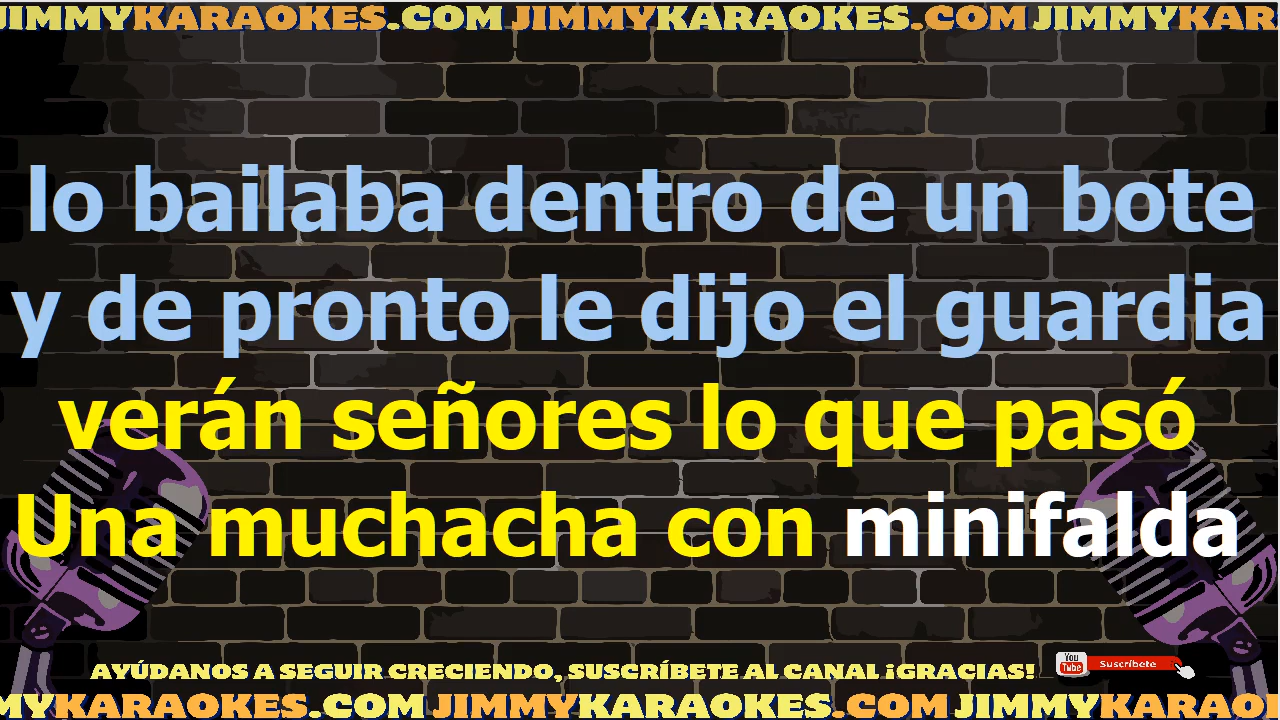 JIMMYKARAOKES.COM JIMMYKARAOKES.COM JIMMYKAR
lo bailaba dentro de un bote
y de pronto le dijo el guardia
verán señores lo que pasó
Una muchacha con minifalda
AYÚDANOS A SEGUIR CRECIENDO, SUSCRÍBETE AL CANAL ¡GRACIAS!
You Tube Suscríbete
MYKARAOKES.COM JIMMYKARAOKES.COM JIMMYKARAOK